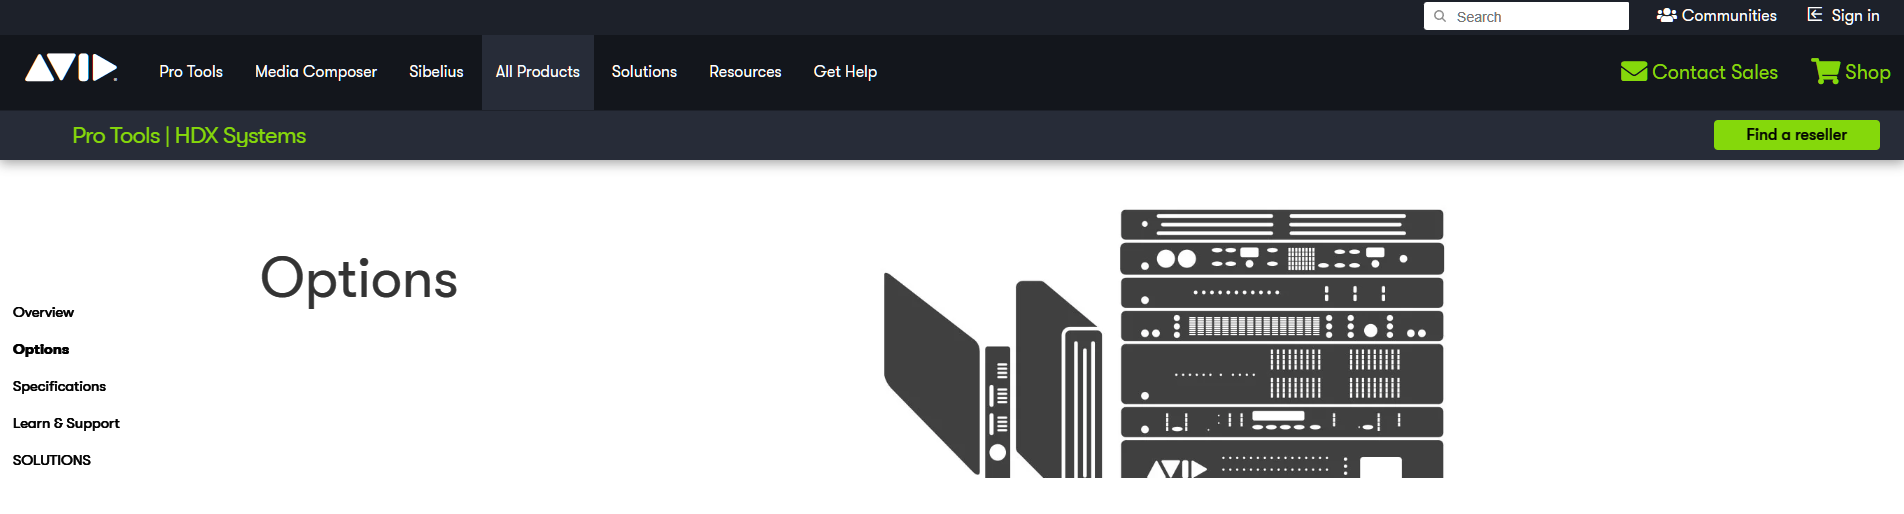 Search
Communities
Sign in
AVID
Pro Tools
Media Composer
Sibelius
All Products
Solutions
Resources
Get Help
Contact Sales
Shop
Pro Tools | HDX Systems
Find a reseller
Options
Overview
Options
Specifications
Learn & Support
SOLUTIONS
AVID